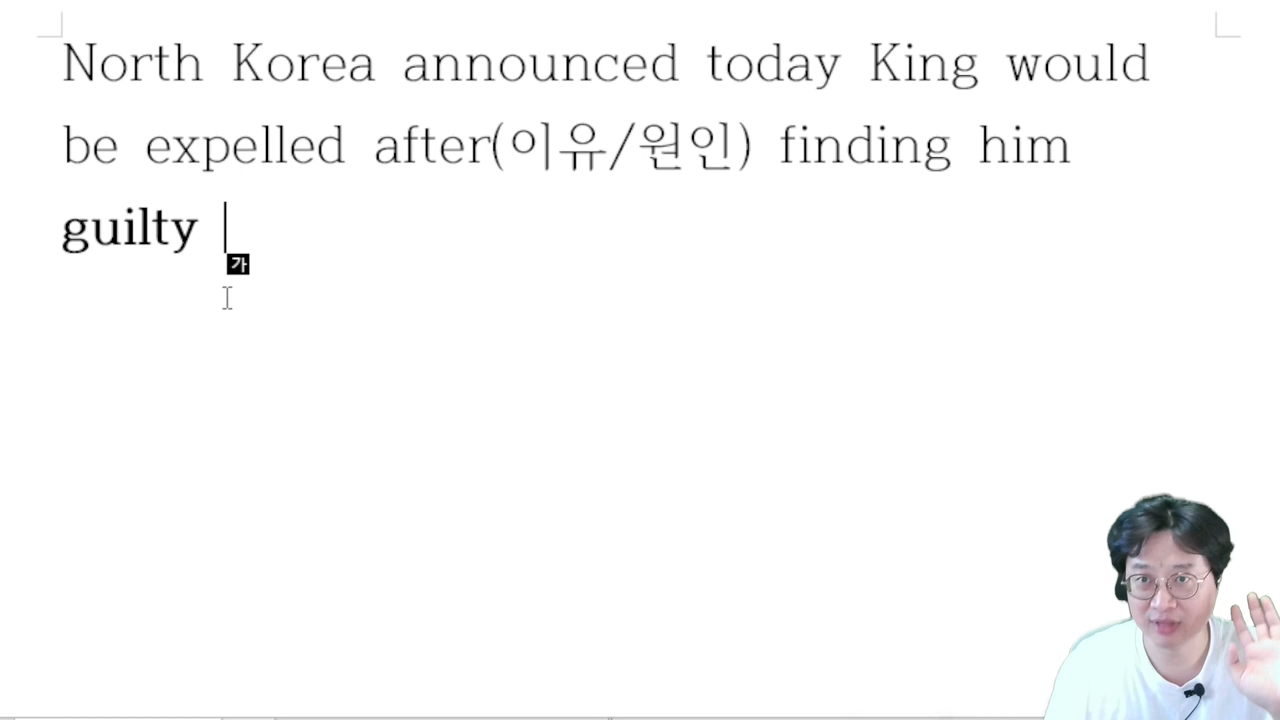 North Korea announced today King would
be expelled after(이유/원인) finding him
guilty
가